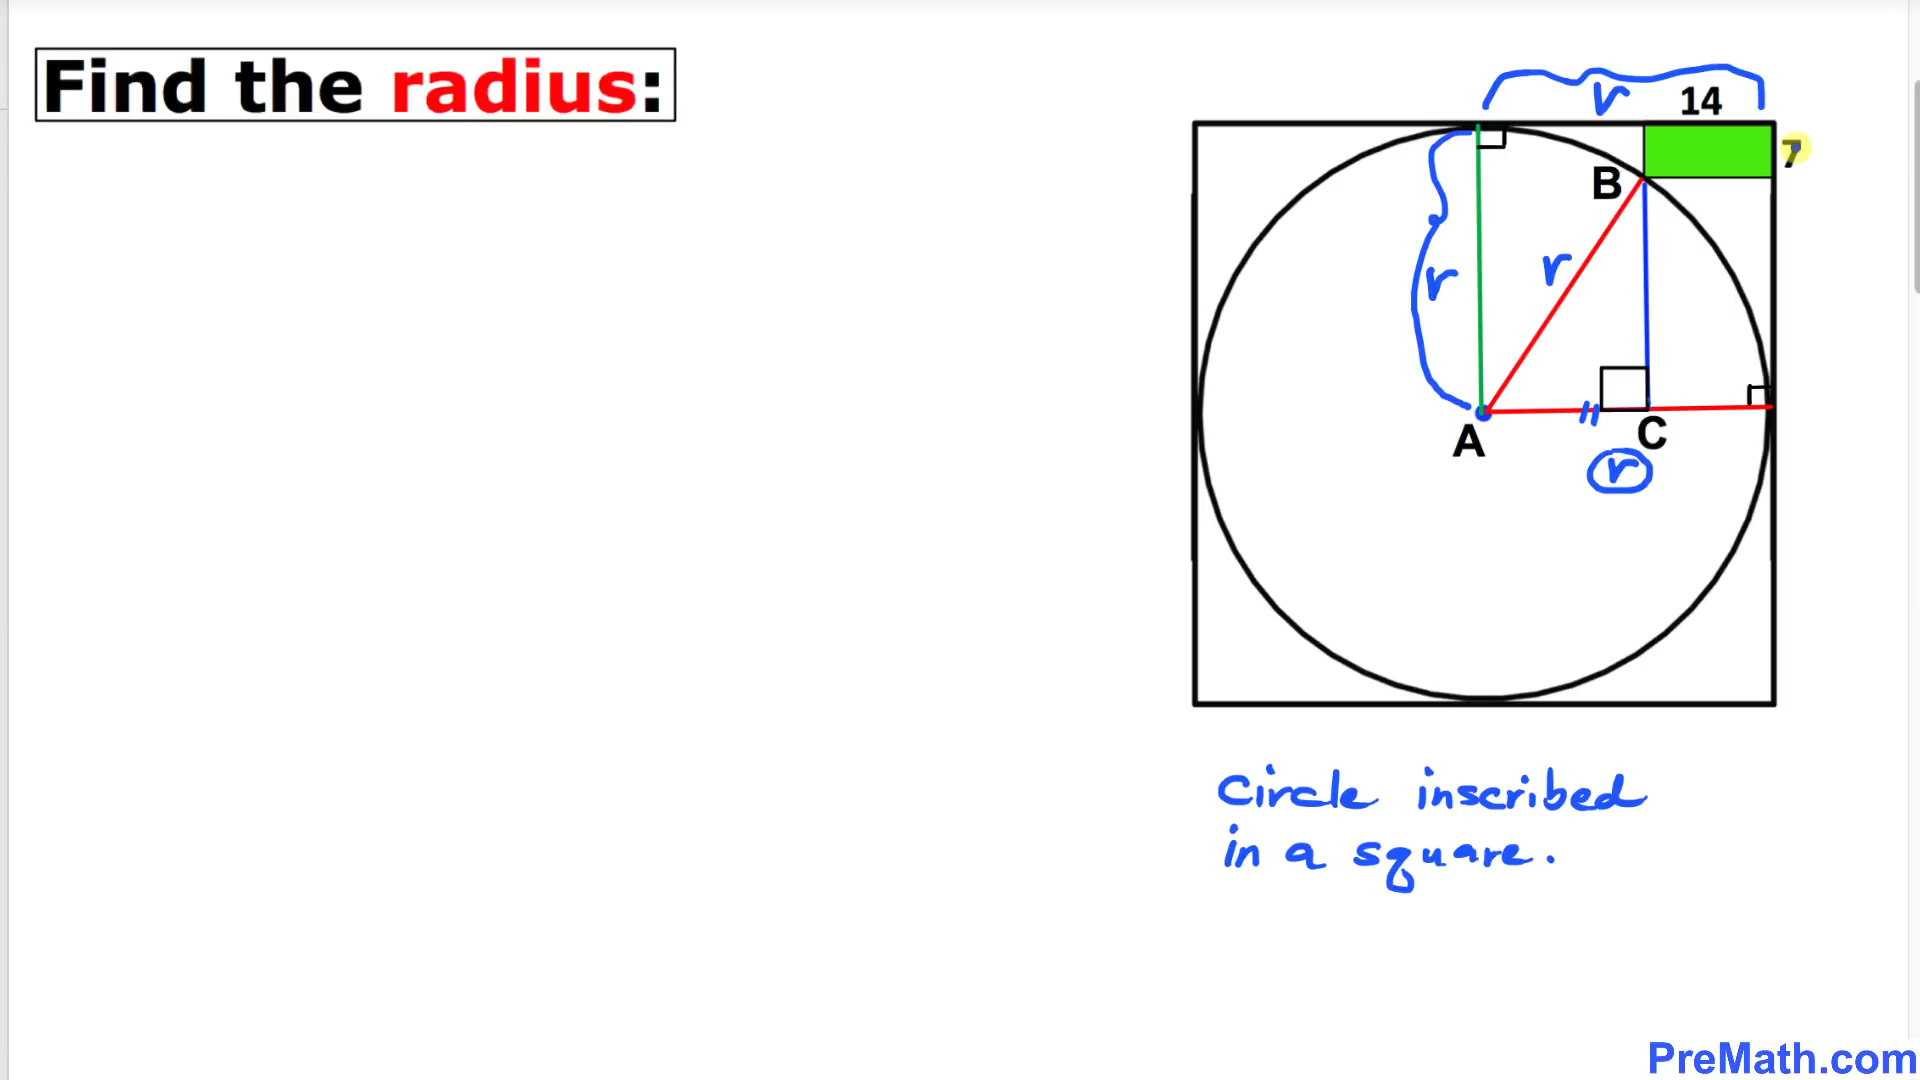 Find the radius:
r
14
7
B
r
r
A
C
r
Circle inscribed
in a square.
PreMath.com